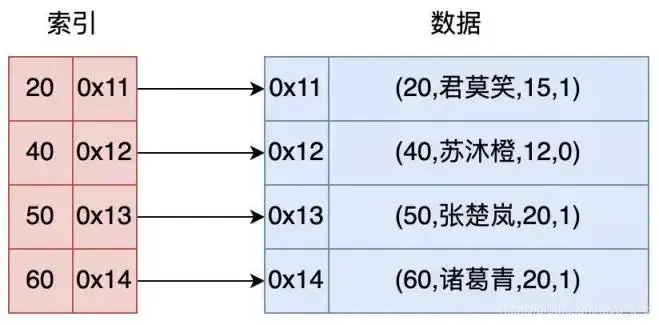 索引 数据
20 0x11 0x11 (20,君莫笑,15,1)
40 0x12 0x12 (40,苏沐橙,12,0)
50 0x13 0x13 (50,张楚岚,20,1)
60 0x14 0x14 (60,诸葛青,20,1)